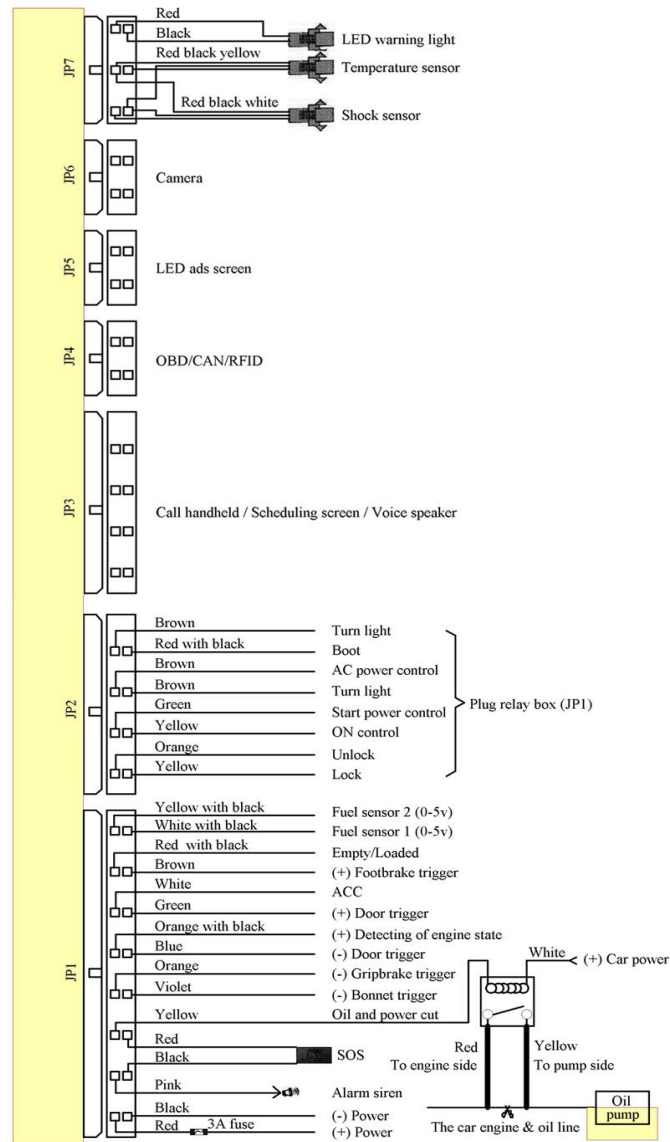 JP7
Red
Black
LED warning light
Red black yellow
Temperature sensor
Red black white
Shock sensor
JP6
Camera
JP5
LED ads screen
JP4
OBD/CAN/RFID
JP3
Call handheld / Scheduling screen / Voice speaker
JP2
Brown Turn light
Red with black Boot
Brown AC power control
Brown Turn light
Green Start power control
Yellow ON control
Orange Unlock
Yellow Lock
Plug relay box (JP1)
JP1
Yellow with black Fuel sensor 2 (0-5v)
White with black Fuel sensor 1 (0-5v)
Red with black Empty/Loaded
Brown (+) Footbrake trigger
White ACC
Green (+) Door trigger
Orange with black (+) Detecting of engine state
Blue (-) Door trigger
Orange (-) Gripbrake trigger
Violet (-) Bonnet trigger
Yellow Oil and power cut
White (+) Car power
Red
Black
SOS
Pink Alarm siren
Black (-) Power
Red 3A fuse (+) Power
Red
To engine side
Yellow
To pump side
The car engine & oil line
Oil
pump